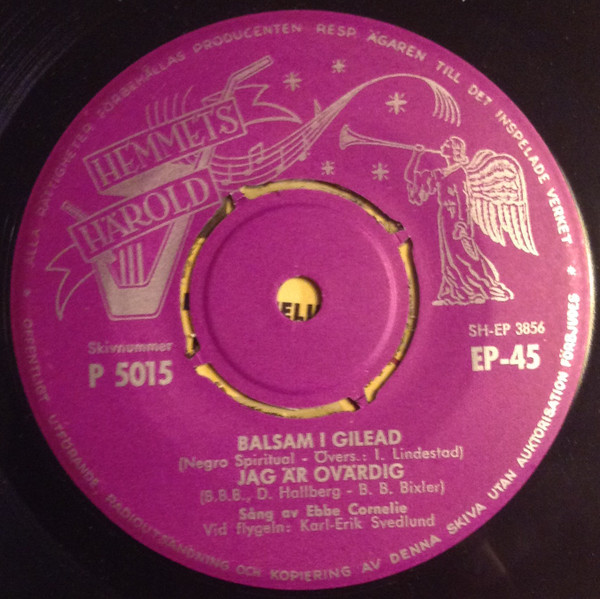 ALLA RÄTTIGHETER FÖRBEHÅLLAS PRODUCENTEN RESP. ÄGAREN TILL DET INSPELADE VERKET
HEMMETS
HÄROLD
Skivnummer
P 5015
SH-EP 3856
EP-45
BALSAM I GILEAD
(Negro Spiritual - Övers.: I. Lindestad)
JAG ÄR OVÄRDIG
(B.B.B., D. Hallberg - B. B. Bixler)
Sång av Ebbe Cornelie
Vid flygeln: Karl-Erik Svedlund
OFFENTLIGT UTFÖRANDE, RADIOUTSÄNDNING OCH KOPIERING AV DENNA SKIVA UTAN AUKTORISATION FÖRBJUDES